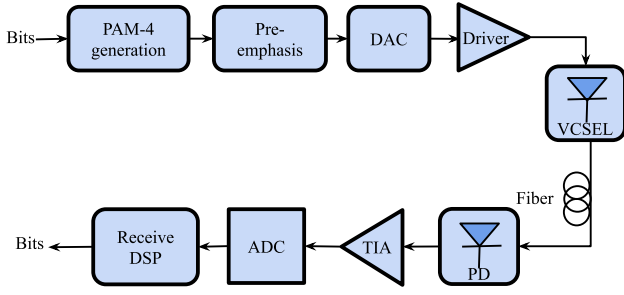 Bits
PAM-4
generation
Pre-
emphasis
DAC
Driver
VCSEL
Fiber
PD
TIA
ADC
Receive
DSP
Bits